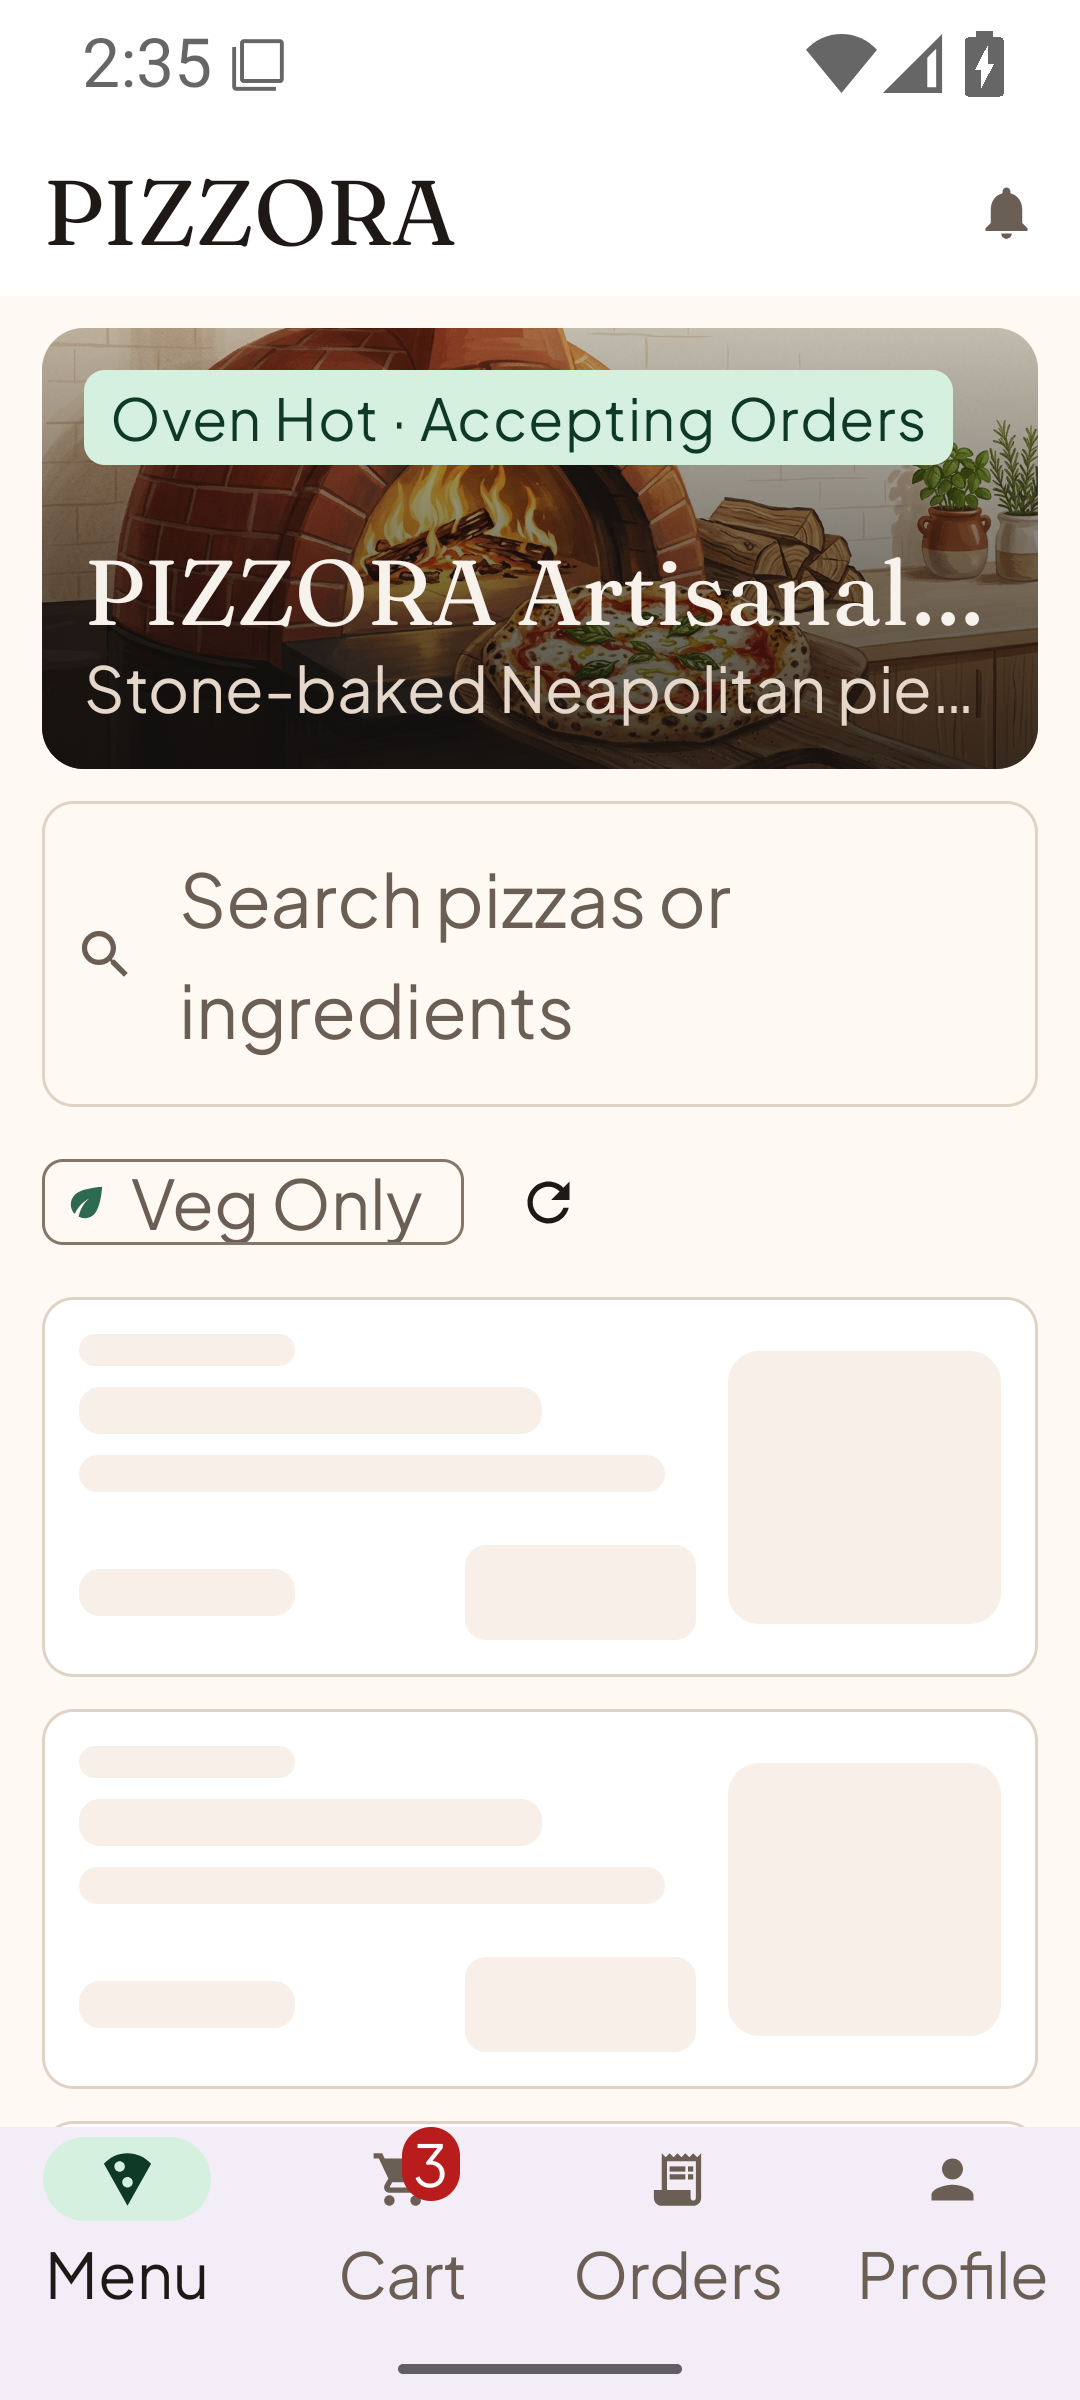 2:35
PIZZORA
Oven Hot · Accepting Orders
PIZZORA Artisanal...
Stone-baked Neapolitan pie...
Search pizzas or
ingredients
Veg Only
3
Menu
Cart
Orders
Profile